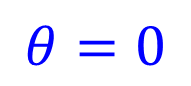 θ = 0